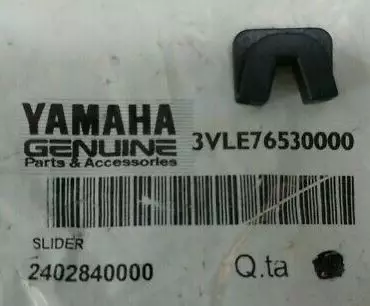 YAMAHA
GENUINE
Parts & Accessories
3VLE76530000
SLIDER
2402840000
Q.ta